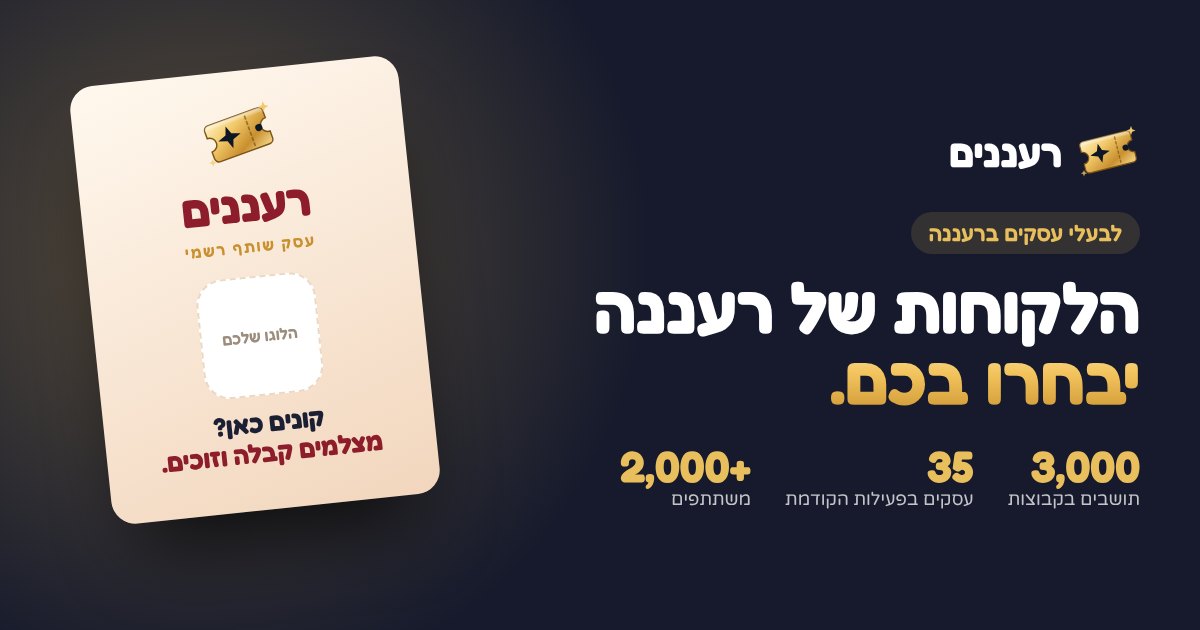 רעננים
לבעלי עסקים ברעננה
הלקוחות של רעננה
יבחרו בכם.
3,000
תושבים בקבוצות
35
עסקים בפעילות הקודמת
2,000+
משתתפים
רעננים
עסק שותף רשמי
הלוגו שלכם
קונים כאן?
מצלמים קבלה וזוכים.